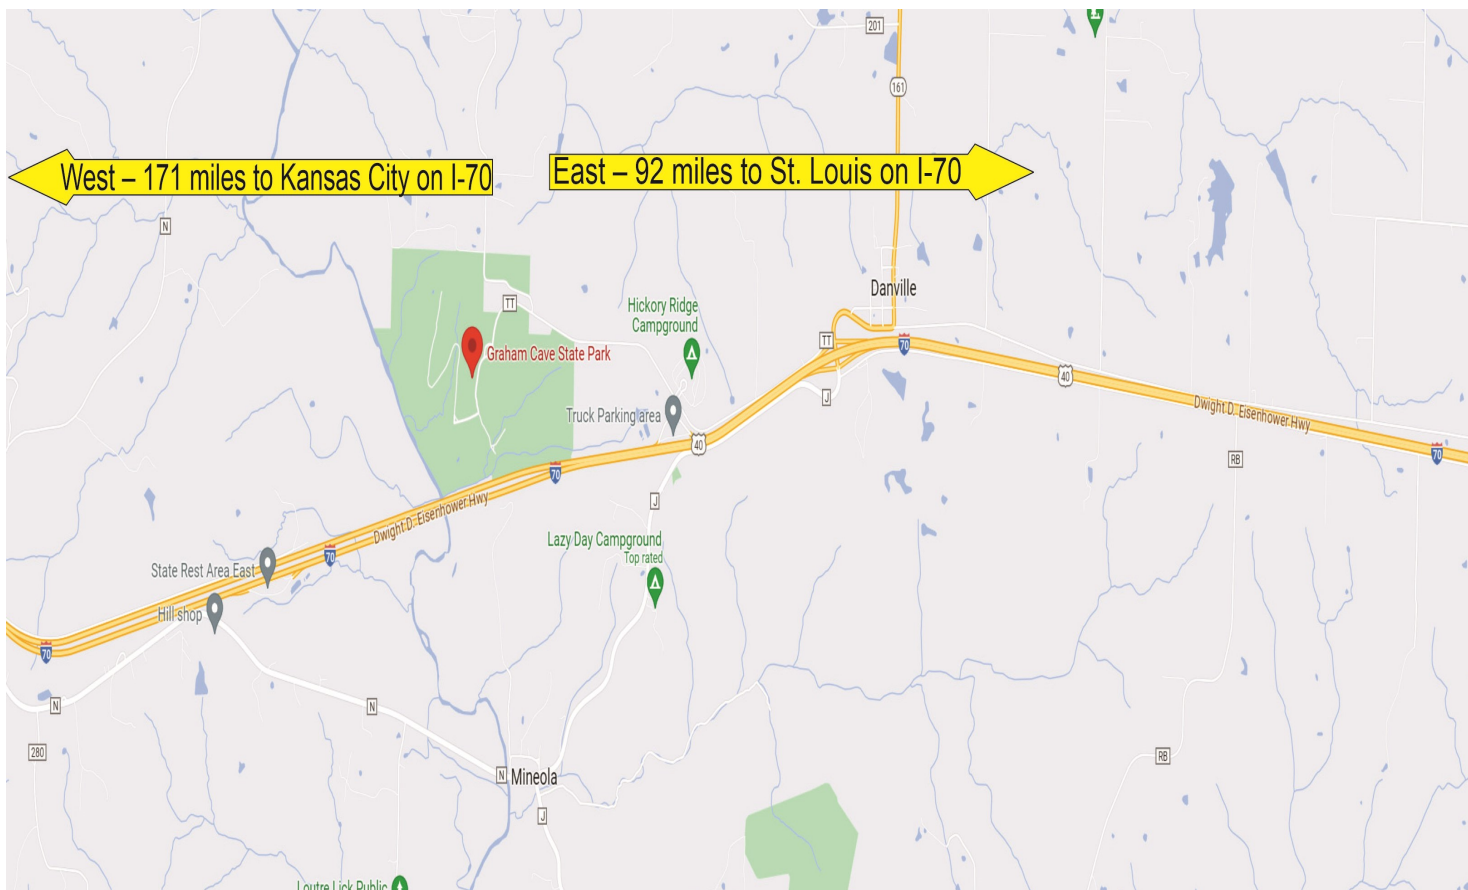 201
161
West – 171 miles to Kansas City on I-70
East – 92 miles to St. Louis on I-70
N
Danville
TT
Hickory Ridge
Campground
TT
70
Graham Cave State Park
40
J
Dwight D. Eisenhower Hwy
Truck Parking area
40
70
RB
70
J
Dwight D. Eisenhower Hwy
Lazy Day Campground
Top rated
70
State Rest Area East
Hill shop
70
N
N
280
RB
N
Mineola
J
Loutre Lick Public